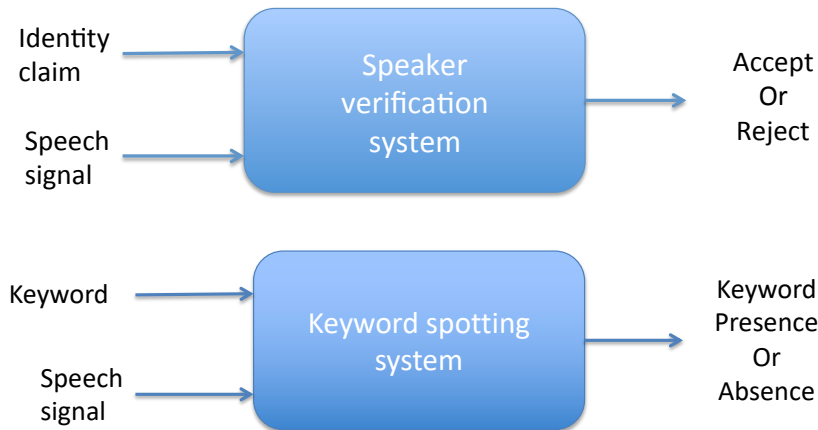 Identity
claim
Speech
signal
Speaker
verification
system
Accept
Or
Reject
Keyword
Speech
signal
Keyword spotting
system
Keyword
Presence
Or
Absence